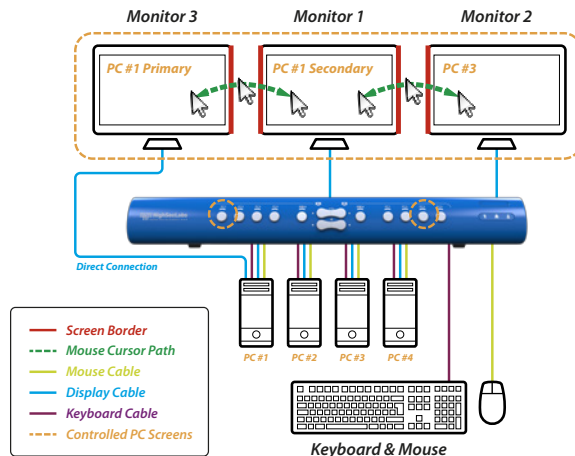 Monitor 3
Monitor 1
Monitor 2
PC #1 Primary
PC #1 Secondary
PC #3
Direct Connection
PC #1
PC #2
PC #3
PC #4
Screen Border
Mouse Cursor Path
Mouse Cable
Display Cable
Keyboard Cable
Controlled PC Screens
Keyboard & Mouse